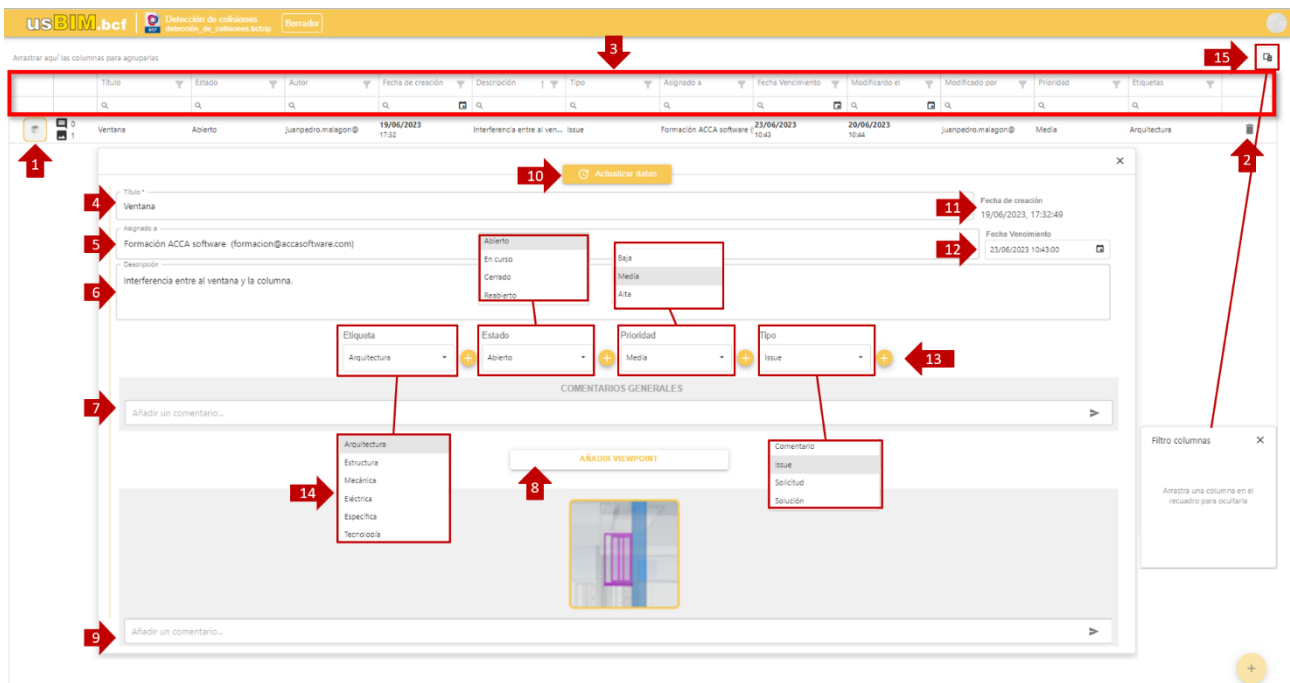 usBIM.bcf
BCF
Detección de colisiones
detección_de_colisiones.bcfzip
Borrador
3
15
Arrastrar aquí las columnas para agruparlas
Título Estado Autor Fecha de creación Descripción Tipo Asignado a Fecha Vencimiento Modificardo el Modificado por Prioridad Etiquetas
0
1
Ventana Abierto juanpedro.malagon@ 19/06/2023 17:32 Interferencia entre al ven... Issue Formación ACCA software ( 23/06/2023 10:43 20/06/2023 10:44 juanpedro.malagon@ Media Arquitectura
1
2
10
Actualizar datos
4
Título*
Ventana
11
Fecha de creación
19/06/2023, 17:32:49
5
Asignado a
Formación ACCA software (formacion@accasoftware.com)
12
Fecha Vencimiento
23/06/2023 10:43:00
6
Descripción
Interferencia entre al ventana y la columna.
Abierto
En curso
Cerrado
Reabierto
Baja
Media
Alta
Etiqueta Estado Prioridad Tipo
Arquitectura Abierto Media Issue
13
COMENTARIOS GENERALES
7
Añadir un comentario...
14
Arquitectura
Estructura
Mecánica
Eléctrica
Específica
Tecnología
AÑADIR VIEWPOINT
8
Comentario
Issue
Solicitud
Solución
Filtro columnas
Arrastra una columna en el
recuadro para ocultarla
9
Añadir un comentario...